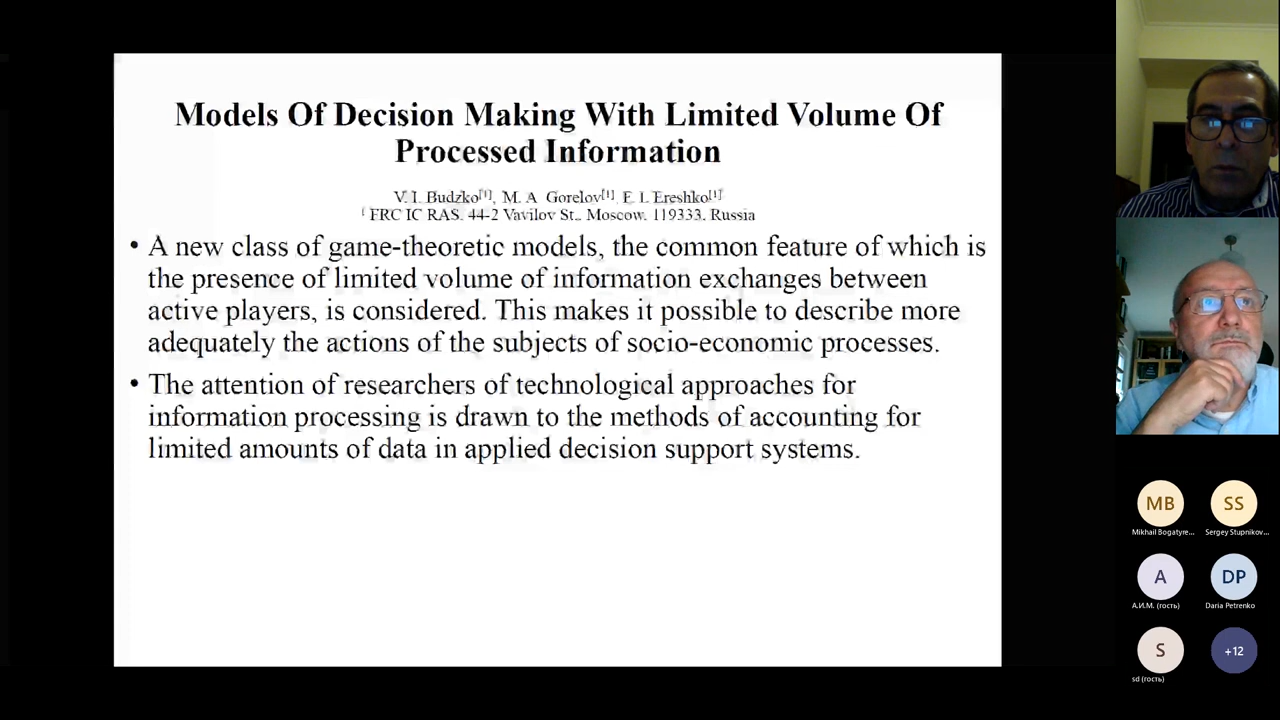 Models Of Decision Making With Limited Volume Of
Processed Information
V. I. Budzko[1], M. A. Gorelov[1], F. I. Ereshko[1]
FRC IC RAS, 44-2 Vavilov St., Moscow, 119333, Russia
• A new class of game-theoretic models, the common feature of which is
the presence of limited volume of information exchanges between
active players, is considered. This makes it possible to describe more
adequately the actions of the subjects of socio-economic processes.
• The attention of researchers of technological approaches for
information processing is drawn to the methods of accounting for
limited amounts of data in applied decision support systems.
MB
SS
Mikhail Bogatyre...
Sergey Stupnikov...
A
DP
А.И.М. (гость)
Daria Petrenko
S
+12
sd (гость)